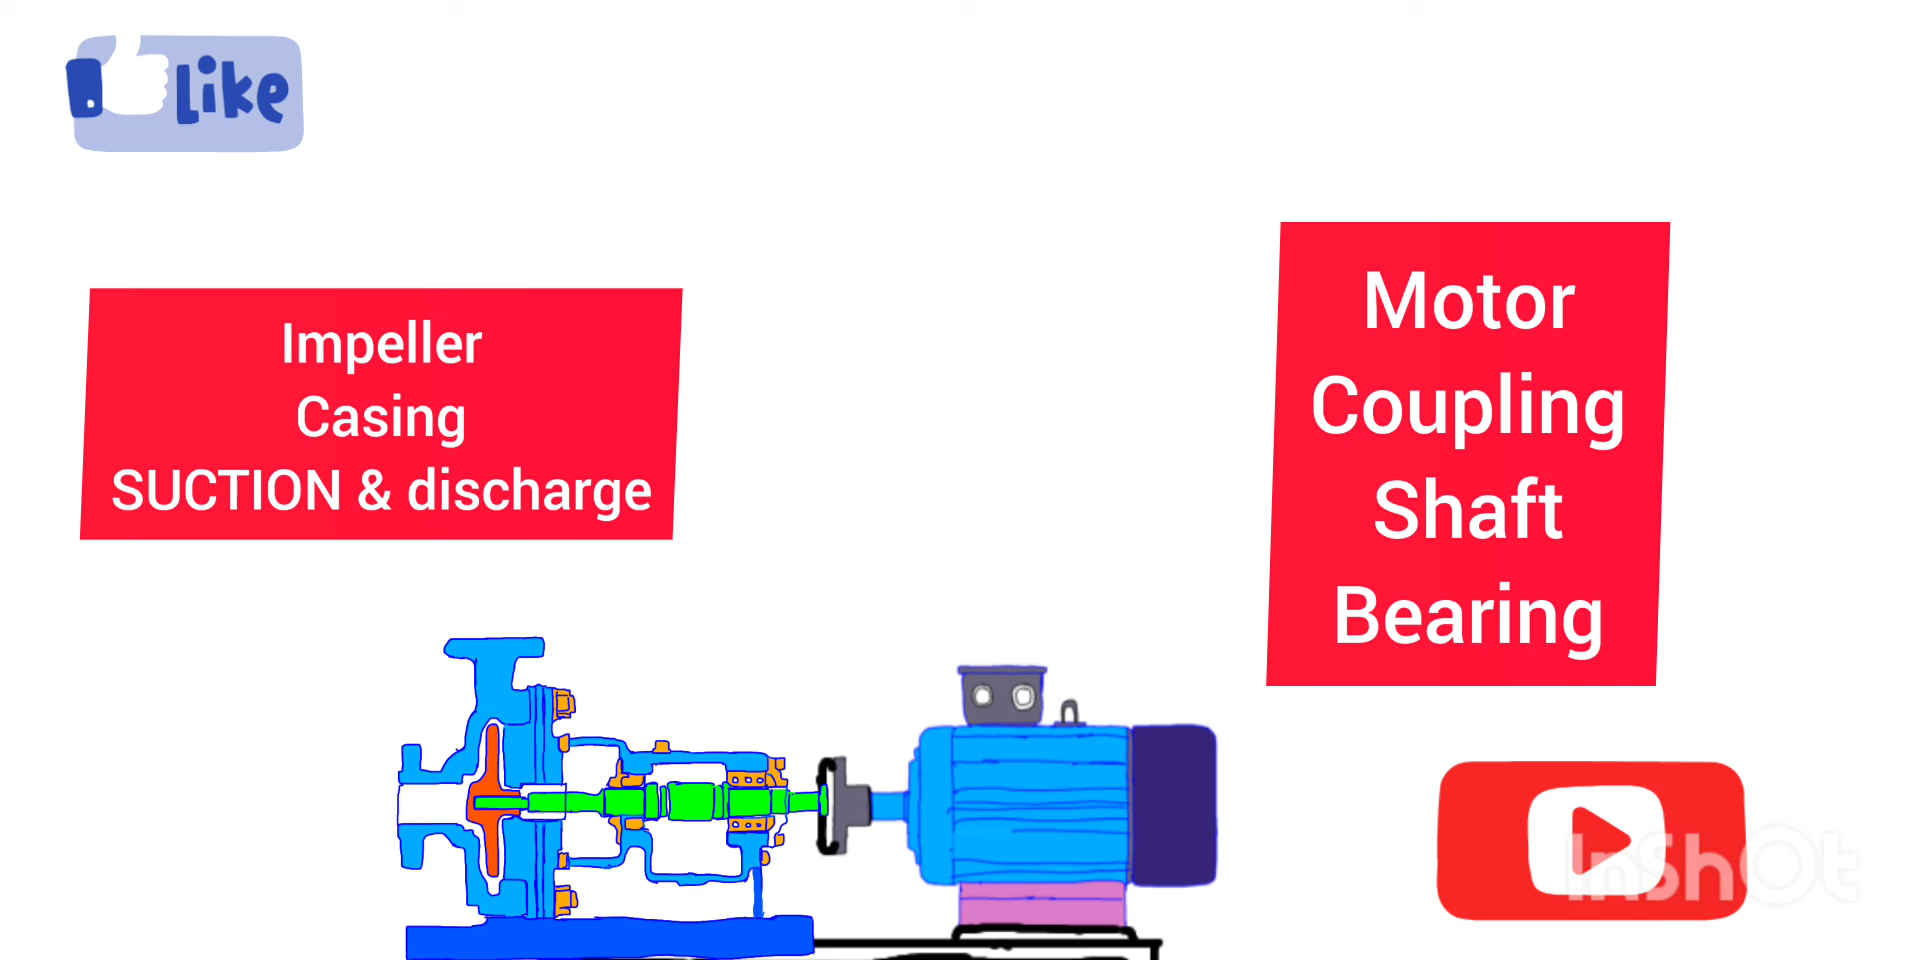 Like
Impeller
Casing
SUCTION & discharge
Motor
Coupling
Shaft
Bearing
InShOt